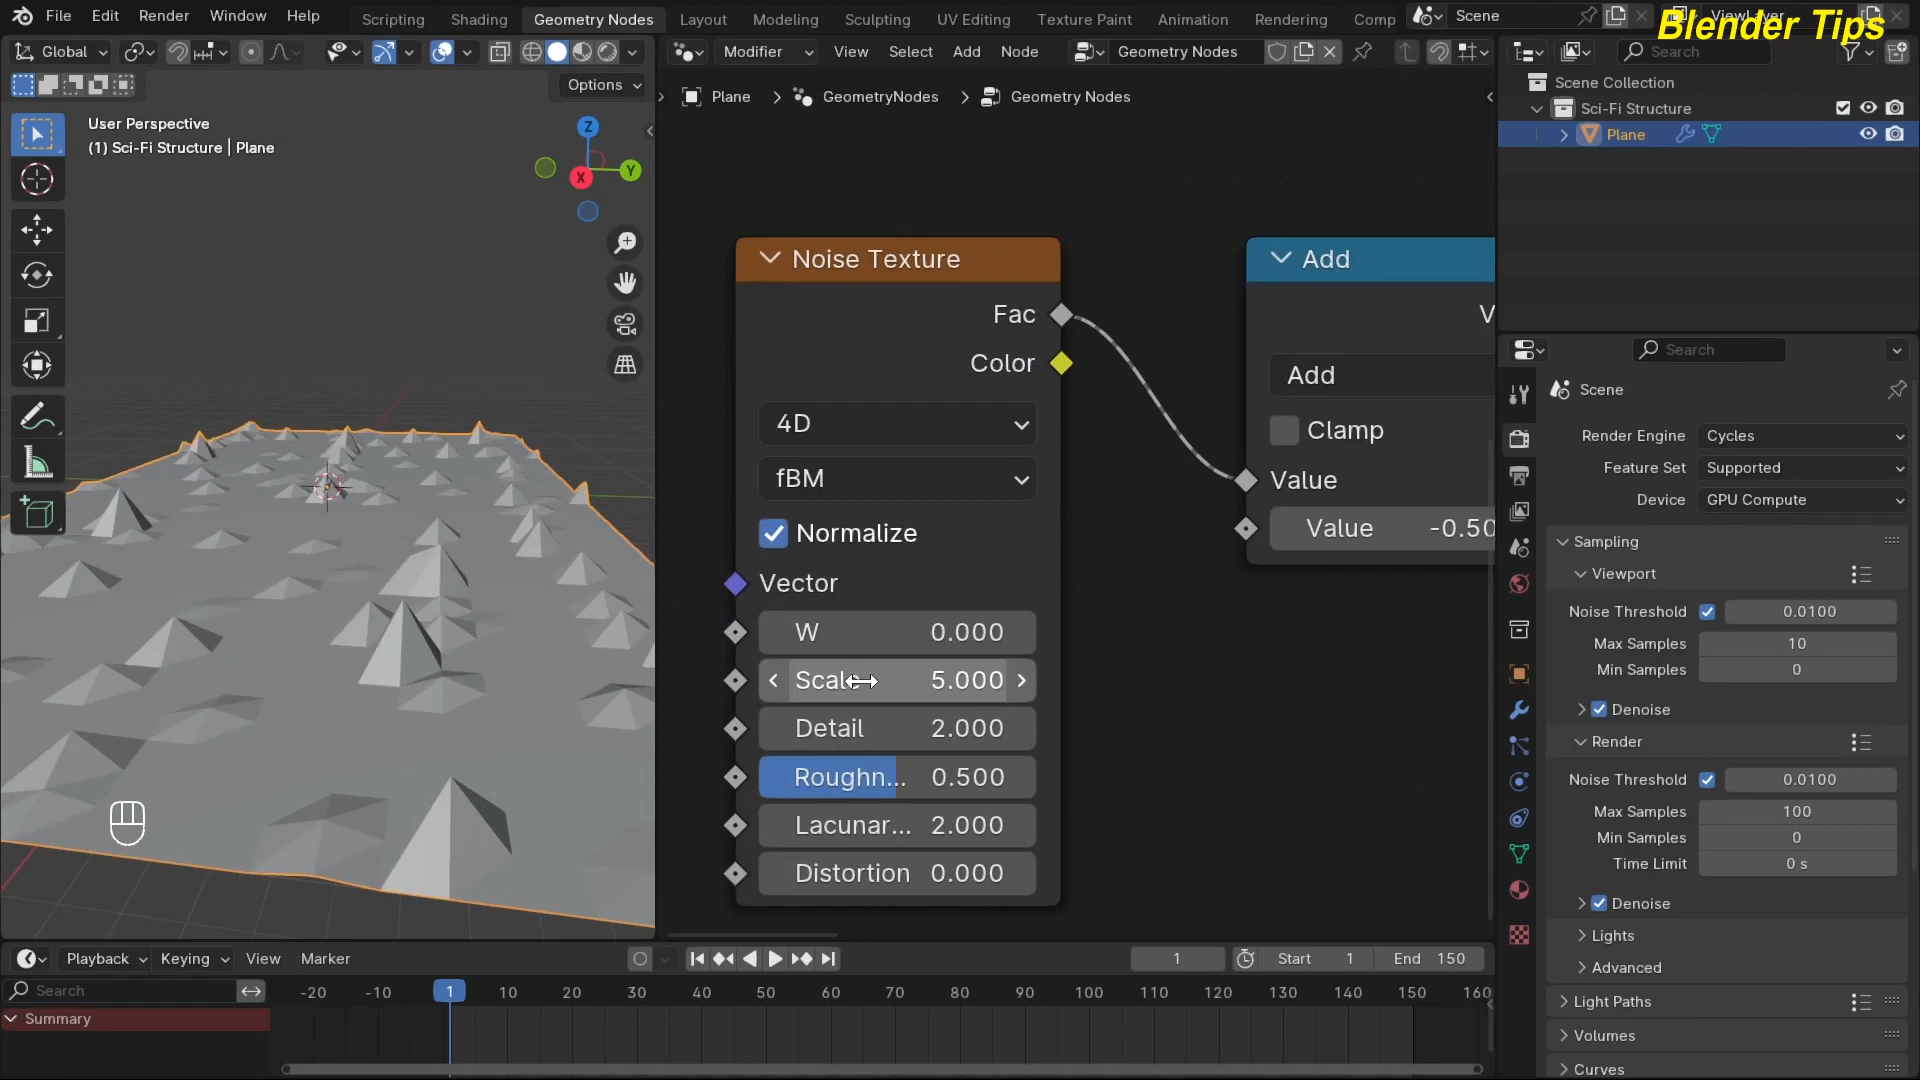 File Edit Render Window Help Scripting Shading Geometry Nodes Layout Modeling Sculpting UV Editing Texture Paint Animation Rendering Comp Scene
Blender Tips
Global Modifier View Select Add Node Geometry Nodes Search
Options
Plane > GeometryNodes > Geometry Nodes
Scene Collection
Sci-Fi Structure
Plane
User Perspective
(1) Sci-Fi Structure | Plane
Z
Y
X
Noise Texture
Fac
Color
4D
fBM
Normalize
Vector
W 0.000
Scale 5.000
Detail 2.000
Roughn... 0.500
Lacunar... 2.000
Distortion 0.000
Add
V
Add
Clamp
Value
Value -0.50
Search
Scene
Render Engine Cycles
Feature Set Supported
Device GPU Compute
Sampling
Viewport
Noise Threshold 0.0100
Max Samples 10
Min Samples 0
Denoise
Render
Noise Threshold 0.0100
Max Samples 100
Min Samples 0
Time Limit 0 s
Denoise
Lights
Advanced
Light Paths
Volumes
Curves
Playback Keying View Marker 1 Start 1 End 150
Search
-20 -10 1 10 20 30 40 50 60 70 80 90 100 110 120 130 140 150 160
Summary